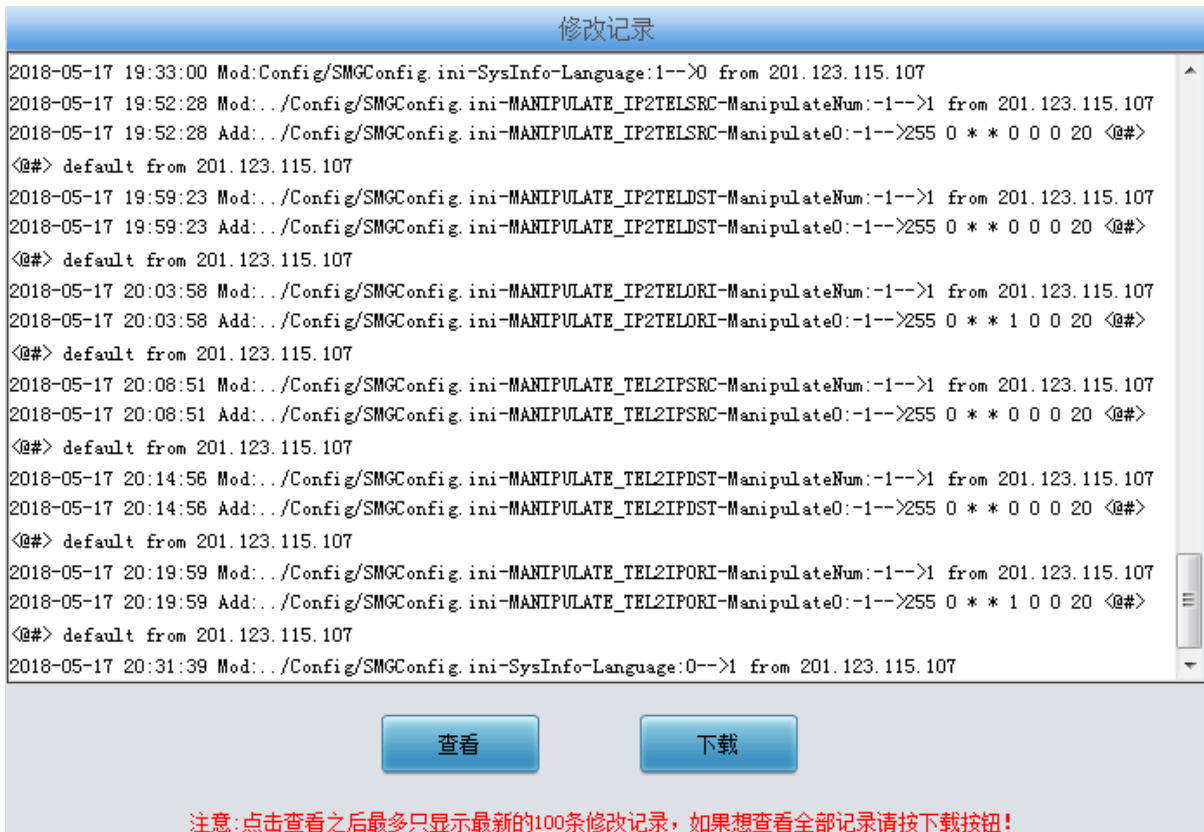 修改记录
2018-05-17 19:33:00 Mod:Config/SMGConfig.ini-SysInfo-Language:1-->0 from 201.123.115.107
2018-05-17 19:52:28 Mod:../Config/SMGConfig.ini-MANIPULATE_IP2TELSRC-ManipulateNum:-1-->1 from 201.123.115.107
2018-05-17 19:52:28 Add:../Config/SMGConfig.ini-MANIPULATE_IP2TELSRC-Manipulate0:-1-->255 0 * * 0 0 0 20 <@#>
<@#> default from 201.123.115.107
2018-05-17 19:59:23 Mod:../Config/SMGConfig.ini-MANIPULATE_IP2TELDST-ManipulateNum:-1-->1 from 201.123.115.107
2018-05-17 19:59:23 Add:../Config/SMGConfig.ini-MANIPULATE_IP2TELDST-Manipulate0:-1-->255 0 * * 0 0 0 20 <@#>
<@#> default from 201.123.115.107
2018-05-17 20:03:58 Mod:../Config/SMGConfig.ini-MANIPULATE_IP2TELORI-ManipulateNum:-1-->1 from 201.123.115.107
2018-05-17 20:03:58 Add:../Config/SMGConfig.ini-MANIPULATE_IP2TELORI-Manipulate0:-1-->255 0 * * 1 0 0 20 <@#>
<@#> default from 201.123.115.107
2018-05-17 20:08:51 Mod:../Config/SMGConfig.ini-MANIPULATE_TEL2IPSRC-ManipulateNum:-1-->1 from 201.123.115.107
2018-05-17 20:08:51 Add:../Config/SMGConfig.ini-MANIPULATE_TEL2IPSRC-Manipulate0:-1-->255 0 * * 0 0 0 20 <@#>
<@#> default from 201.123.115.107
2018-05-17 20:14:56 Mod:../Config/SMGConfig.ini-MANIPULATE_TEL2IPDST-ManipulateNum:-1-->1 from 201.123.115.107
2018-05-17 20:14:56 Add:../Config/SMGConfig.ini-MANIPULATE_TEL2IPDST-Manipulate0:-1-->255 0 * * 0 0 0 20 <@#>
<@#> default from 201.123.115.107
2018-05-17 20:19:59 Mod:../Config/SMGConfig.ini-MANIPULATE_TEL2IPORI-ManipulateNum:-1-->1 from 201.123.115.107
2018-05-17 20:19:59 Add:../Config/SMGConfig.ini-MANIPULATE_TEL2IPORI-Manipulate0:-1-->255 0 * * 1 0 0 20 <@#>
<@#> default from 201.123.115.107
2018-05-17 20:31:39 Mod:../Config/SMGConfig.ini-SysInfo-Language:0-->1 from 201.123.115.107
查看 下载
注意:点击查看之后最多只显示最新的100条修改记录，如果想查看全部记录请按下载按钮！